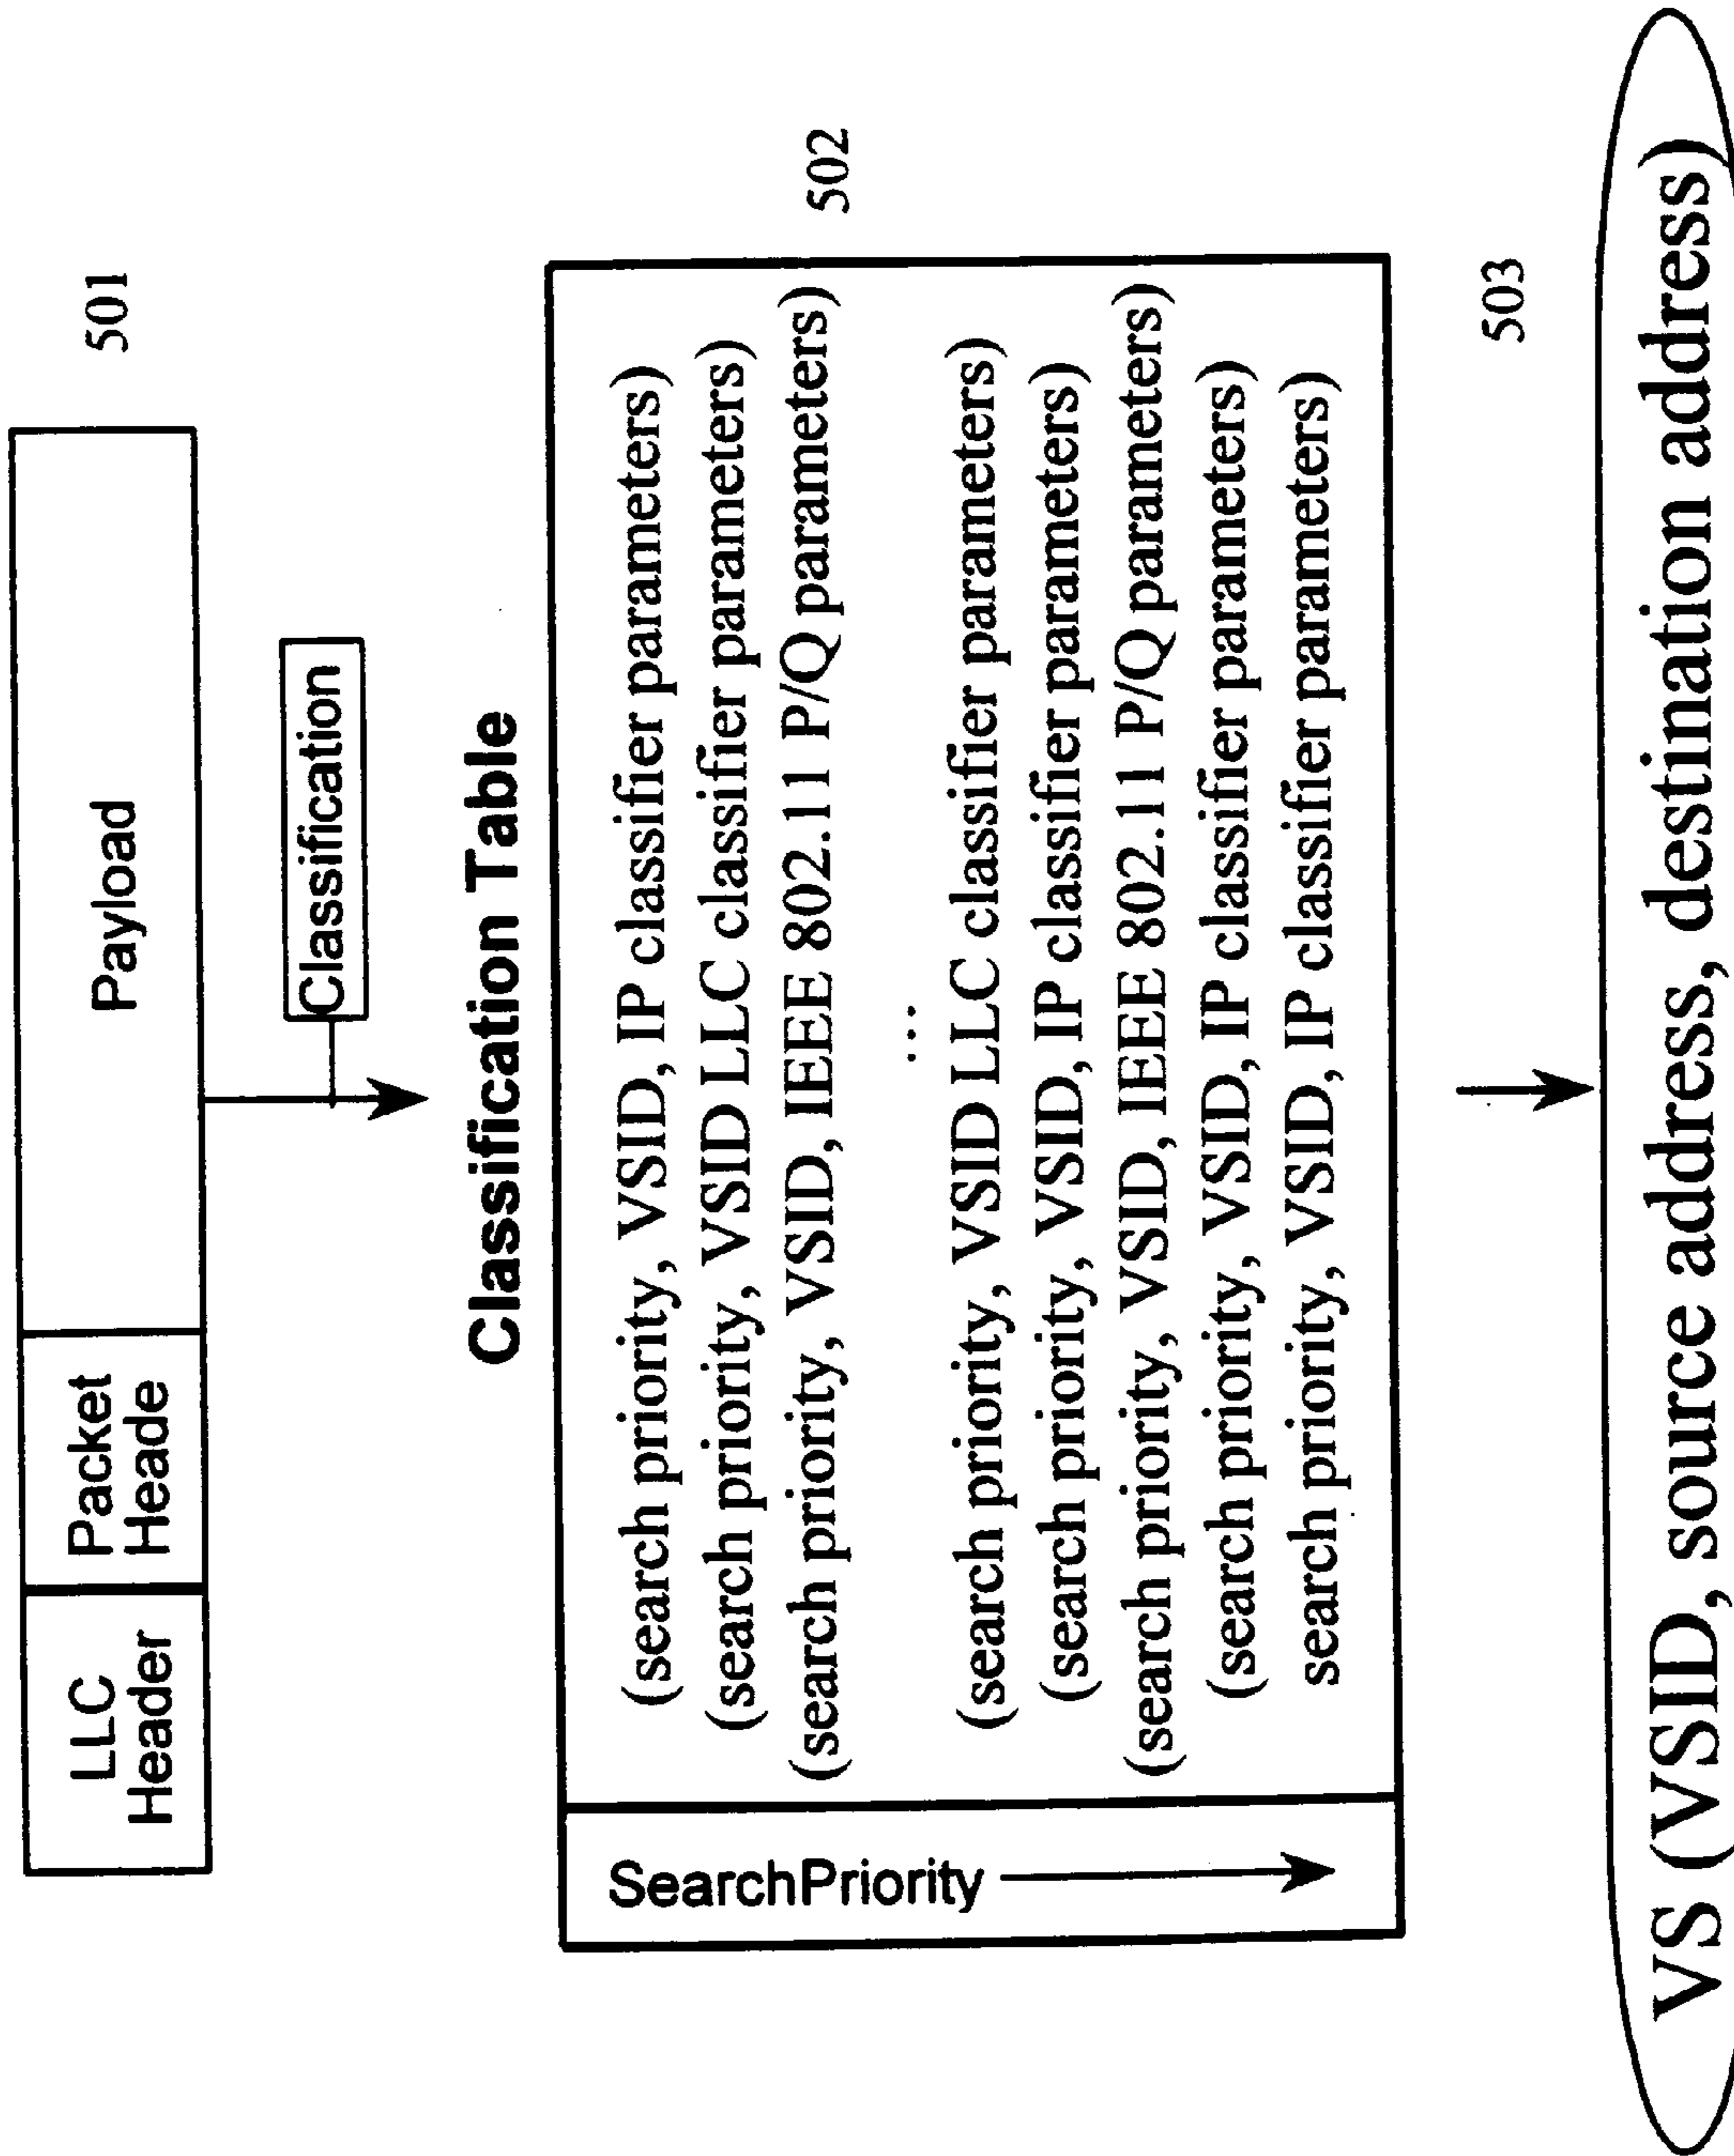 LLC
Header
Packet
Heade
Payload
501
Classification
Classification Table
SearchPriority
(search priority, VSID, IP classifier parameters)
(search priority, VSID LLC classifier parameters)
(search priority, VSID, IEEE 802.11 P/Q parameters)
...
(search priority, VSID LLC classifier parameters)
(search priority, VSID, IP classifier parameters)
(search priority, VSID, IEEE 802.11 P/Q parameters)
(search priority, VSID, IP classifier parameters)
search priority, VSID, IP classifier parameters)
502
503
VS (VSID, source address, destination address)